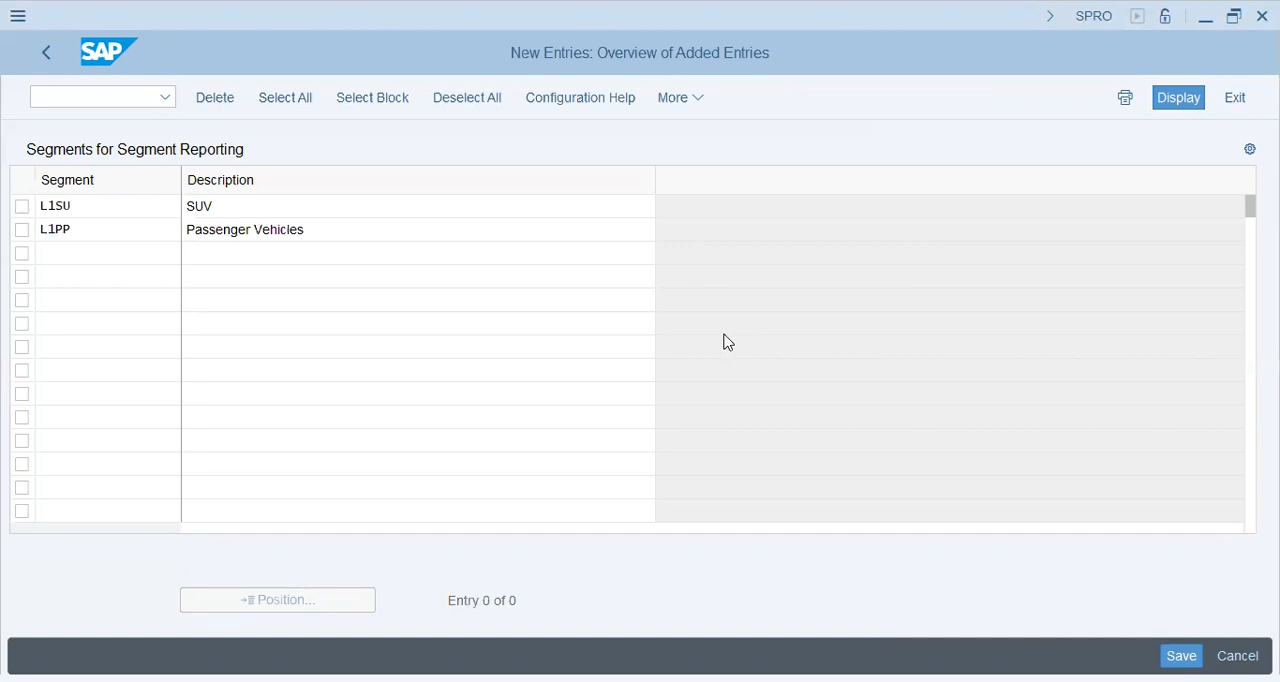 SPRO
SAP New Entries: Overview of Added Entries
Delete Select All Select Block Deselect All Configuration Help More Display Exit
Segments for Segment Reporting
Segment Description
L1SU SUV
L1PP Passenger Vehicles
Position... Entry 0 of 0
Save Cancel